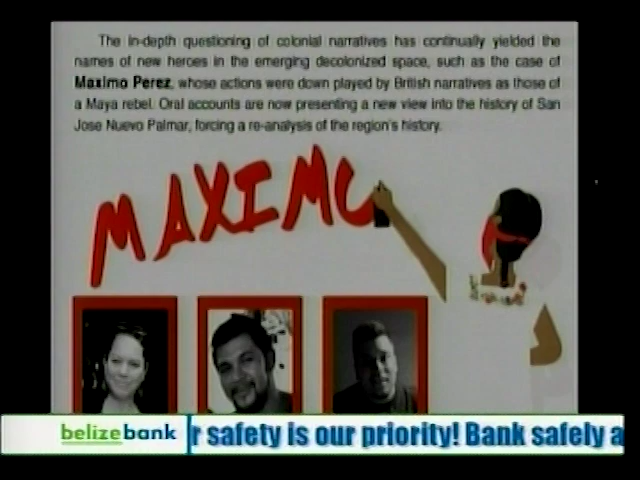 The in-depth questioning of colonial narratives has continually yielded the
names of new heroes in the emerging decolonized space, such as the case of
Maximo Perez, whose actions were down played by British narratives as those of
a Maya rebel. Oral accounts are now presenting a new view into the history of San
Jose Nuevo Palmar, forcing a re-analysis of the region's history.
MAXIMO
belizebank r safety is our priority! Bank safely a